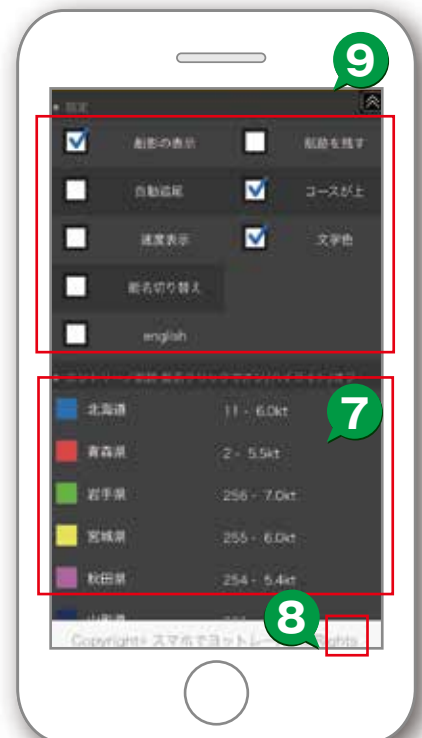 9
設定
船影の表示 航跡を残す
自動追尾 コースが上
速度表示 文字色
船名切り替え
english
7
北海道 11 - 6.0kt
青森県 2 - 5.5kt
岩手県 256 - 7.0kt
宮城県 255 - 6.0kt
秋田県 254 - 5.4kt
山形県
8
Copyrights スマホでヨットレー